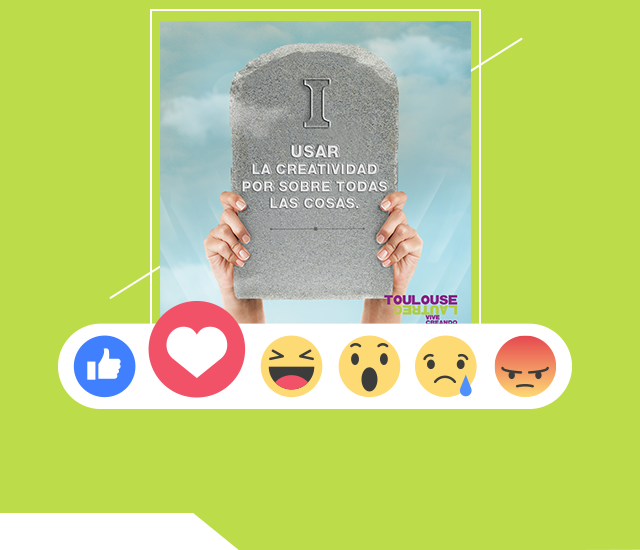 I
USAR
LA CREATIVIDAD
POR SOBRE TODAS
LAS COSAS.
TOULOUSE
LAUTREC
VIVE
CREANDO